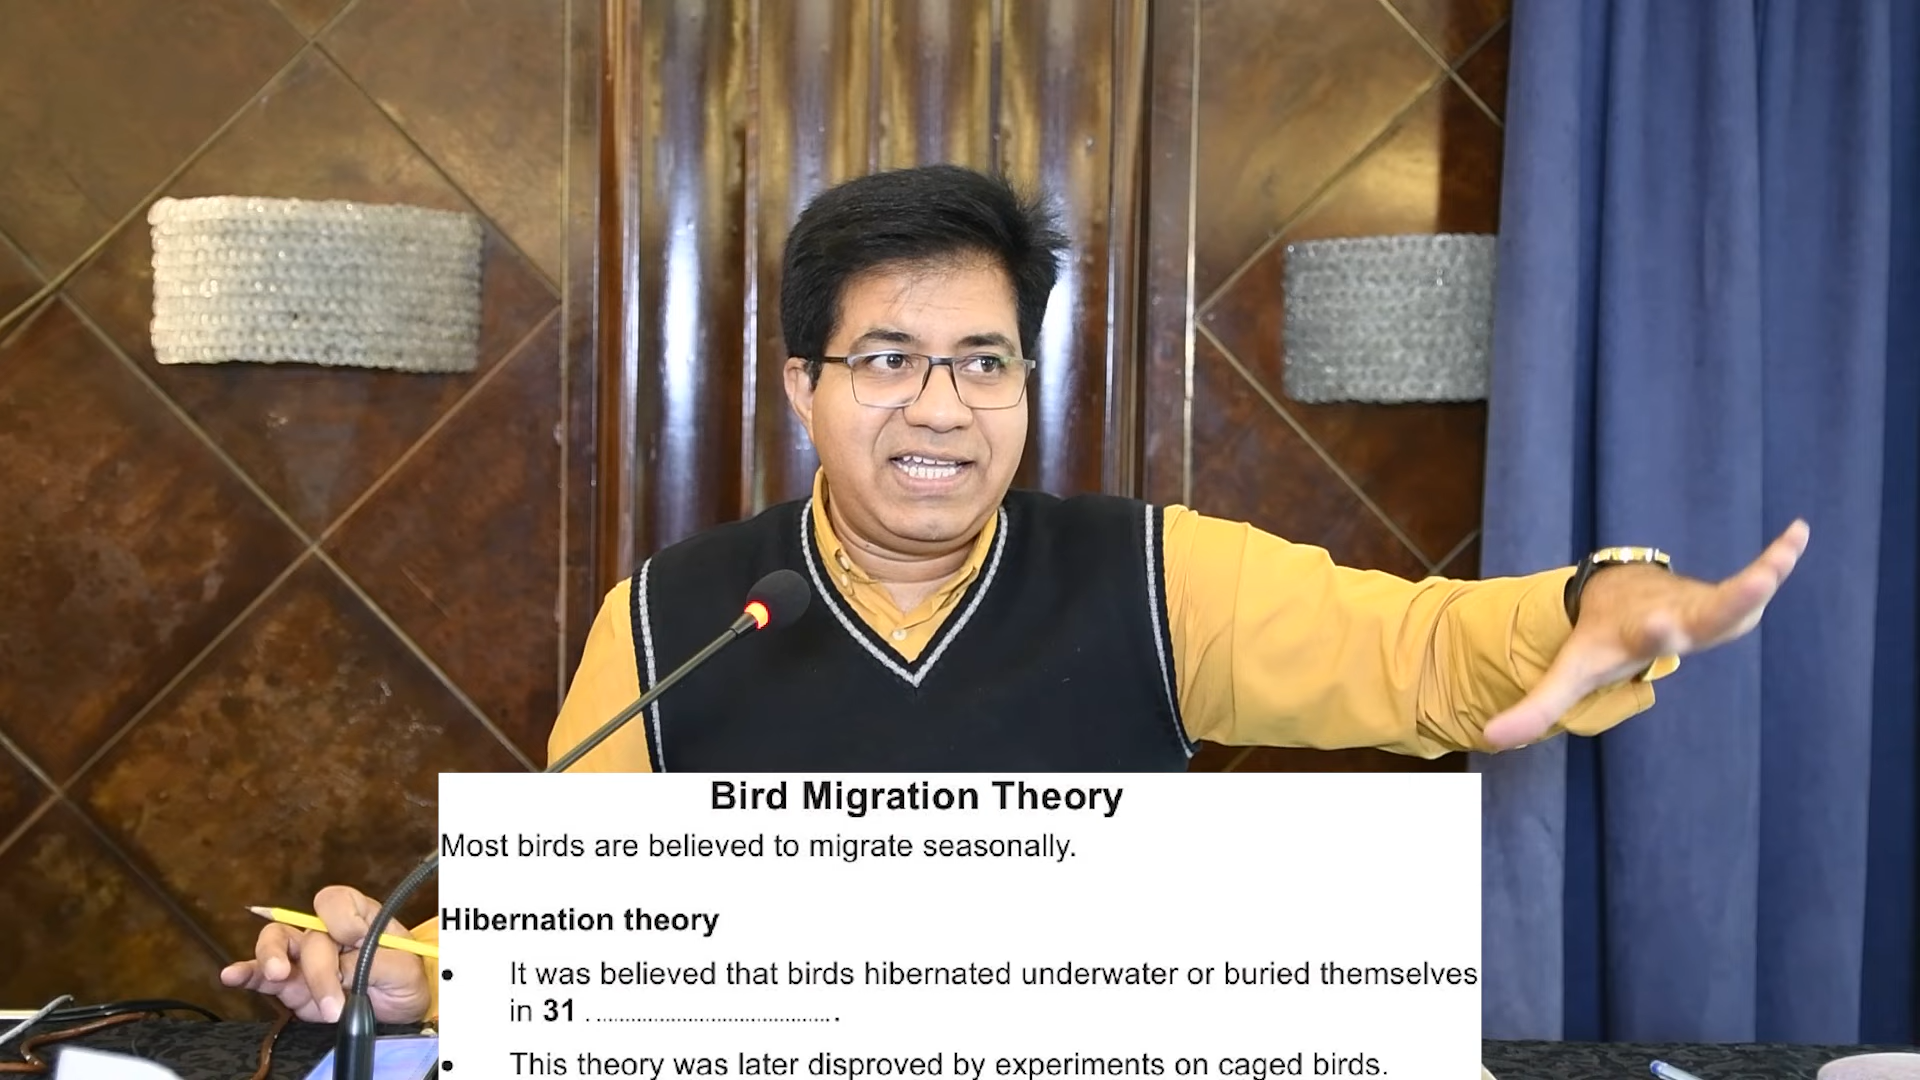 Bird Migration Theory
Most birds are believed to migrate seasonally.
Hibernation theory
• It was believed that birds hibernated underwater or buried themselves
in 31 ........................................
• This theory was later disproved by experiments on caged birds.